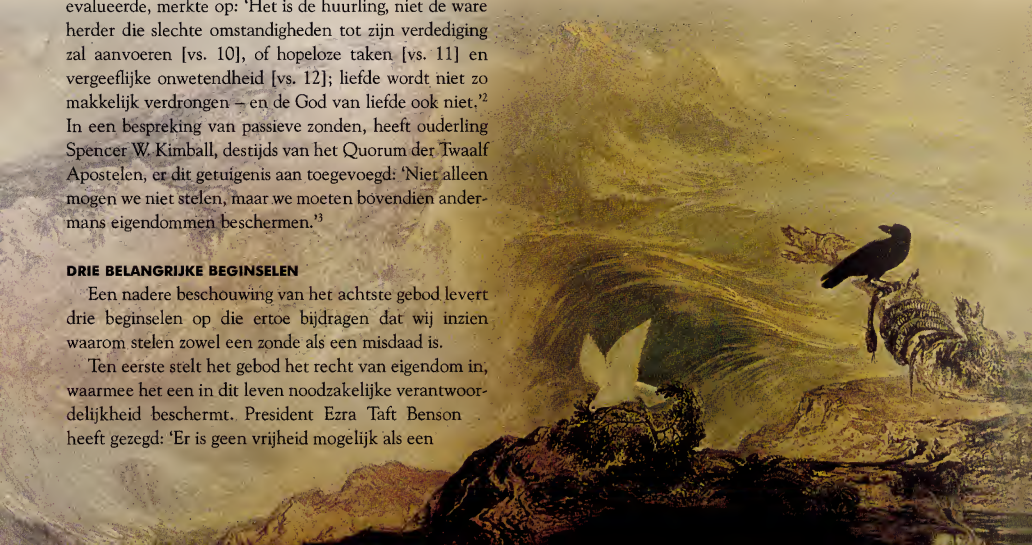 evalueerde, merkte op: ‘Het is de huurling, niet de ware
herder die slechte omstandigheden tot zijn verdediging
zal aanvoeren [vs. 10], of hopeloze taken [vs. 11] en
vergeeflijke onwetendheid [vs. 12]; liefde wordt niet zo
makkelijk verdrongen – en de God van liefde ook niet.’2
In een bespreking van passieve zonden, heeft ouderling
Spencer W. Kimball, destijds van het Quorum der Twaalf
Apostelen, er dit getuigenis aan toegevoegd: ‘Niet alleen
mogen we niet stelen, maar we moeten bovendien ander-
mans eigendommen beschermen.’3
DRIE BELANGRIJKE BEGINSELEN
Een nadere beschouwing van het achtste gebod levert
drie beginselen op die ertoe bijdragen dat wij inzien
waarom stelen zowel een zonde als een misdaad is.
Ten eerste stelt het gebod het recht van eigendom in,
waarmee het een in dit leven noodzakelijke verantwoor-
delijkheid beschermt. President Ezra Taft Benson
heeft gezegd: ‘Er is geen vrijheid mogelijk als een